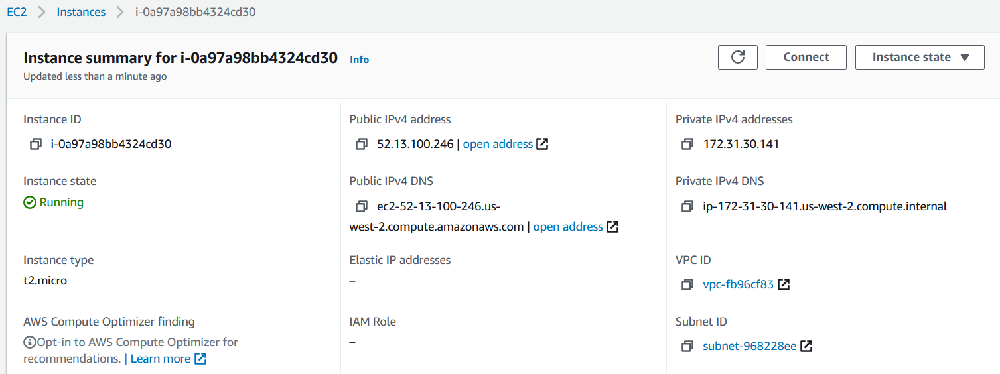 EC2 > Instances > i-0a97a98bb4324cd30
Instance summary for i-0a97a98bb4324cd30 Info
Updated less than a minute ago
Connect
Instance state
Instance ID
i-0a97a98bb4324cd30
Public IPv4 address
52.13.100.246 | open address
Private IPv4 addresses
172.31.30.141
Instance state
Running
Public IPv4 DNS
ec2-52-13-100-246.us-
west-2.compute.amazonaws.com | open address
Private IPv4 DNS
ip-172-31-30-141.us-west-2.compute.internal
Instance type
t2.micro
Elastic IP addresses
–
VPC ID
vpc-fb96cf83
AWS Compute Optimizer finding
Opt-in to AWS Compute Optimizer for
recommendations. | Learn more
IAM Role
–
Subnet ID
subnet-968228ee